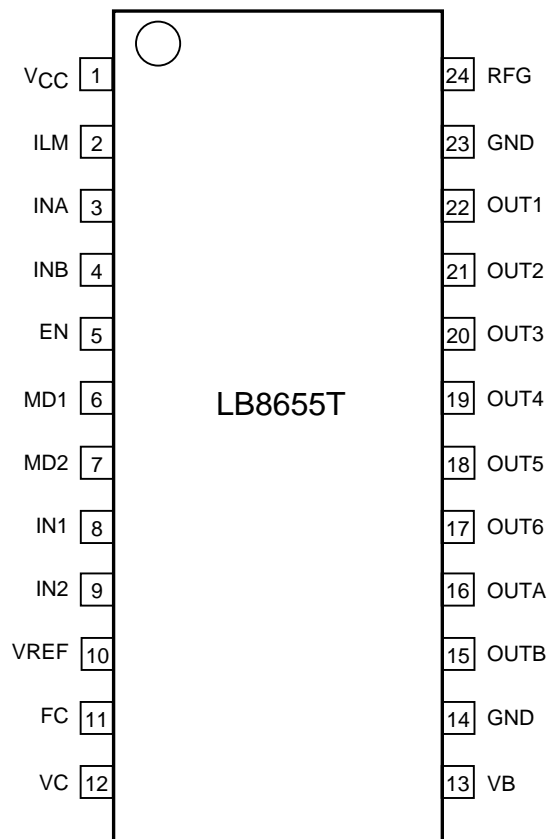 VCC 1 24 RFG
ILM 2 23 GND
INA 3 22 OUT1
INB 4 21 OUT2
EN 5 20 OUT3
MD1 6 LB8655T 19 OUT4
MD2 7 18 OUT5
IN1 8 17 OUT6
IN2 9 16 OUTA
VREF 10 15 OUTB
FC 11 14 GND
VC 12 13 VB